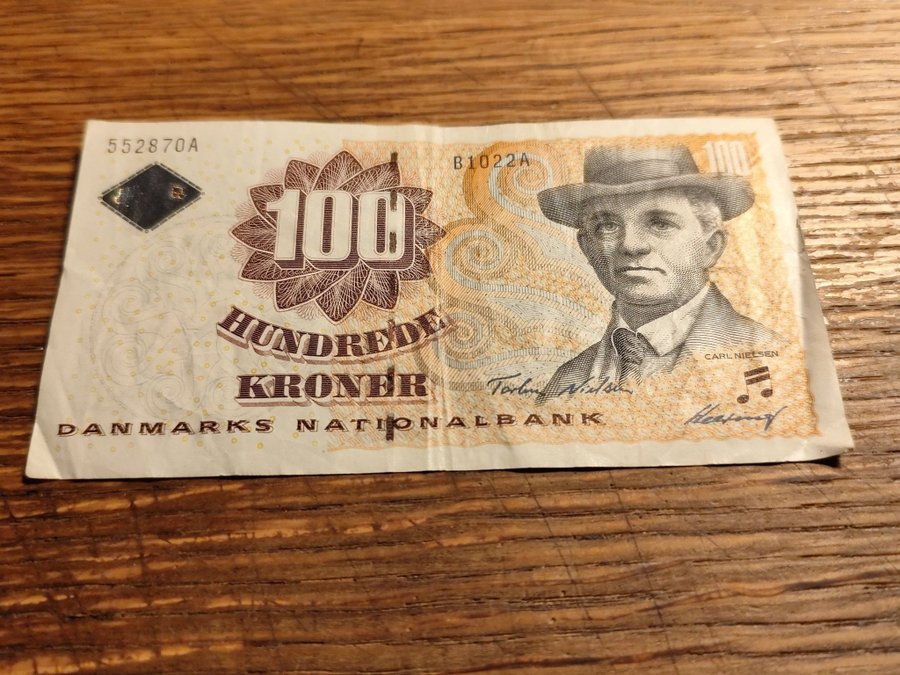 552870A
B1022A
100
100
HUNDREDE
KRONER
CARL NIELSEN
DANMARKS NATIONALBANK